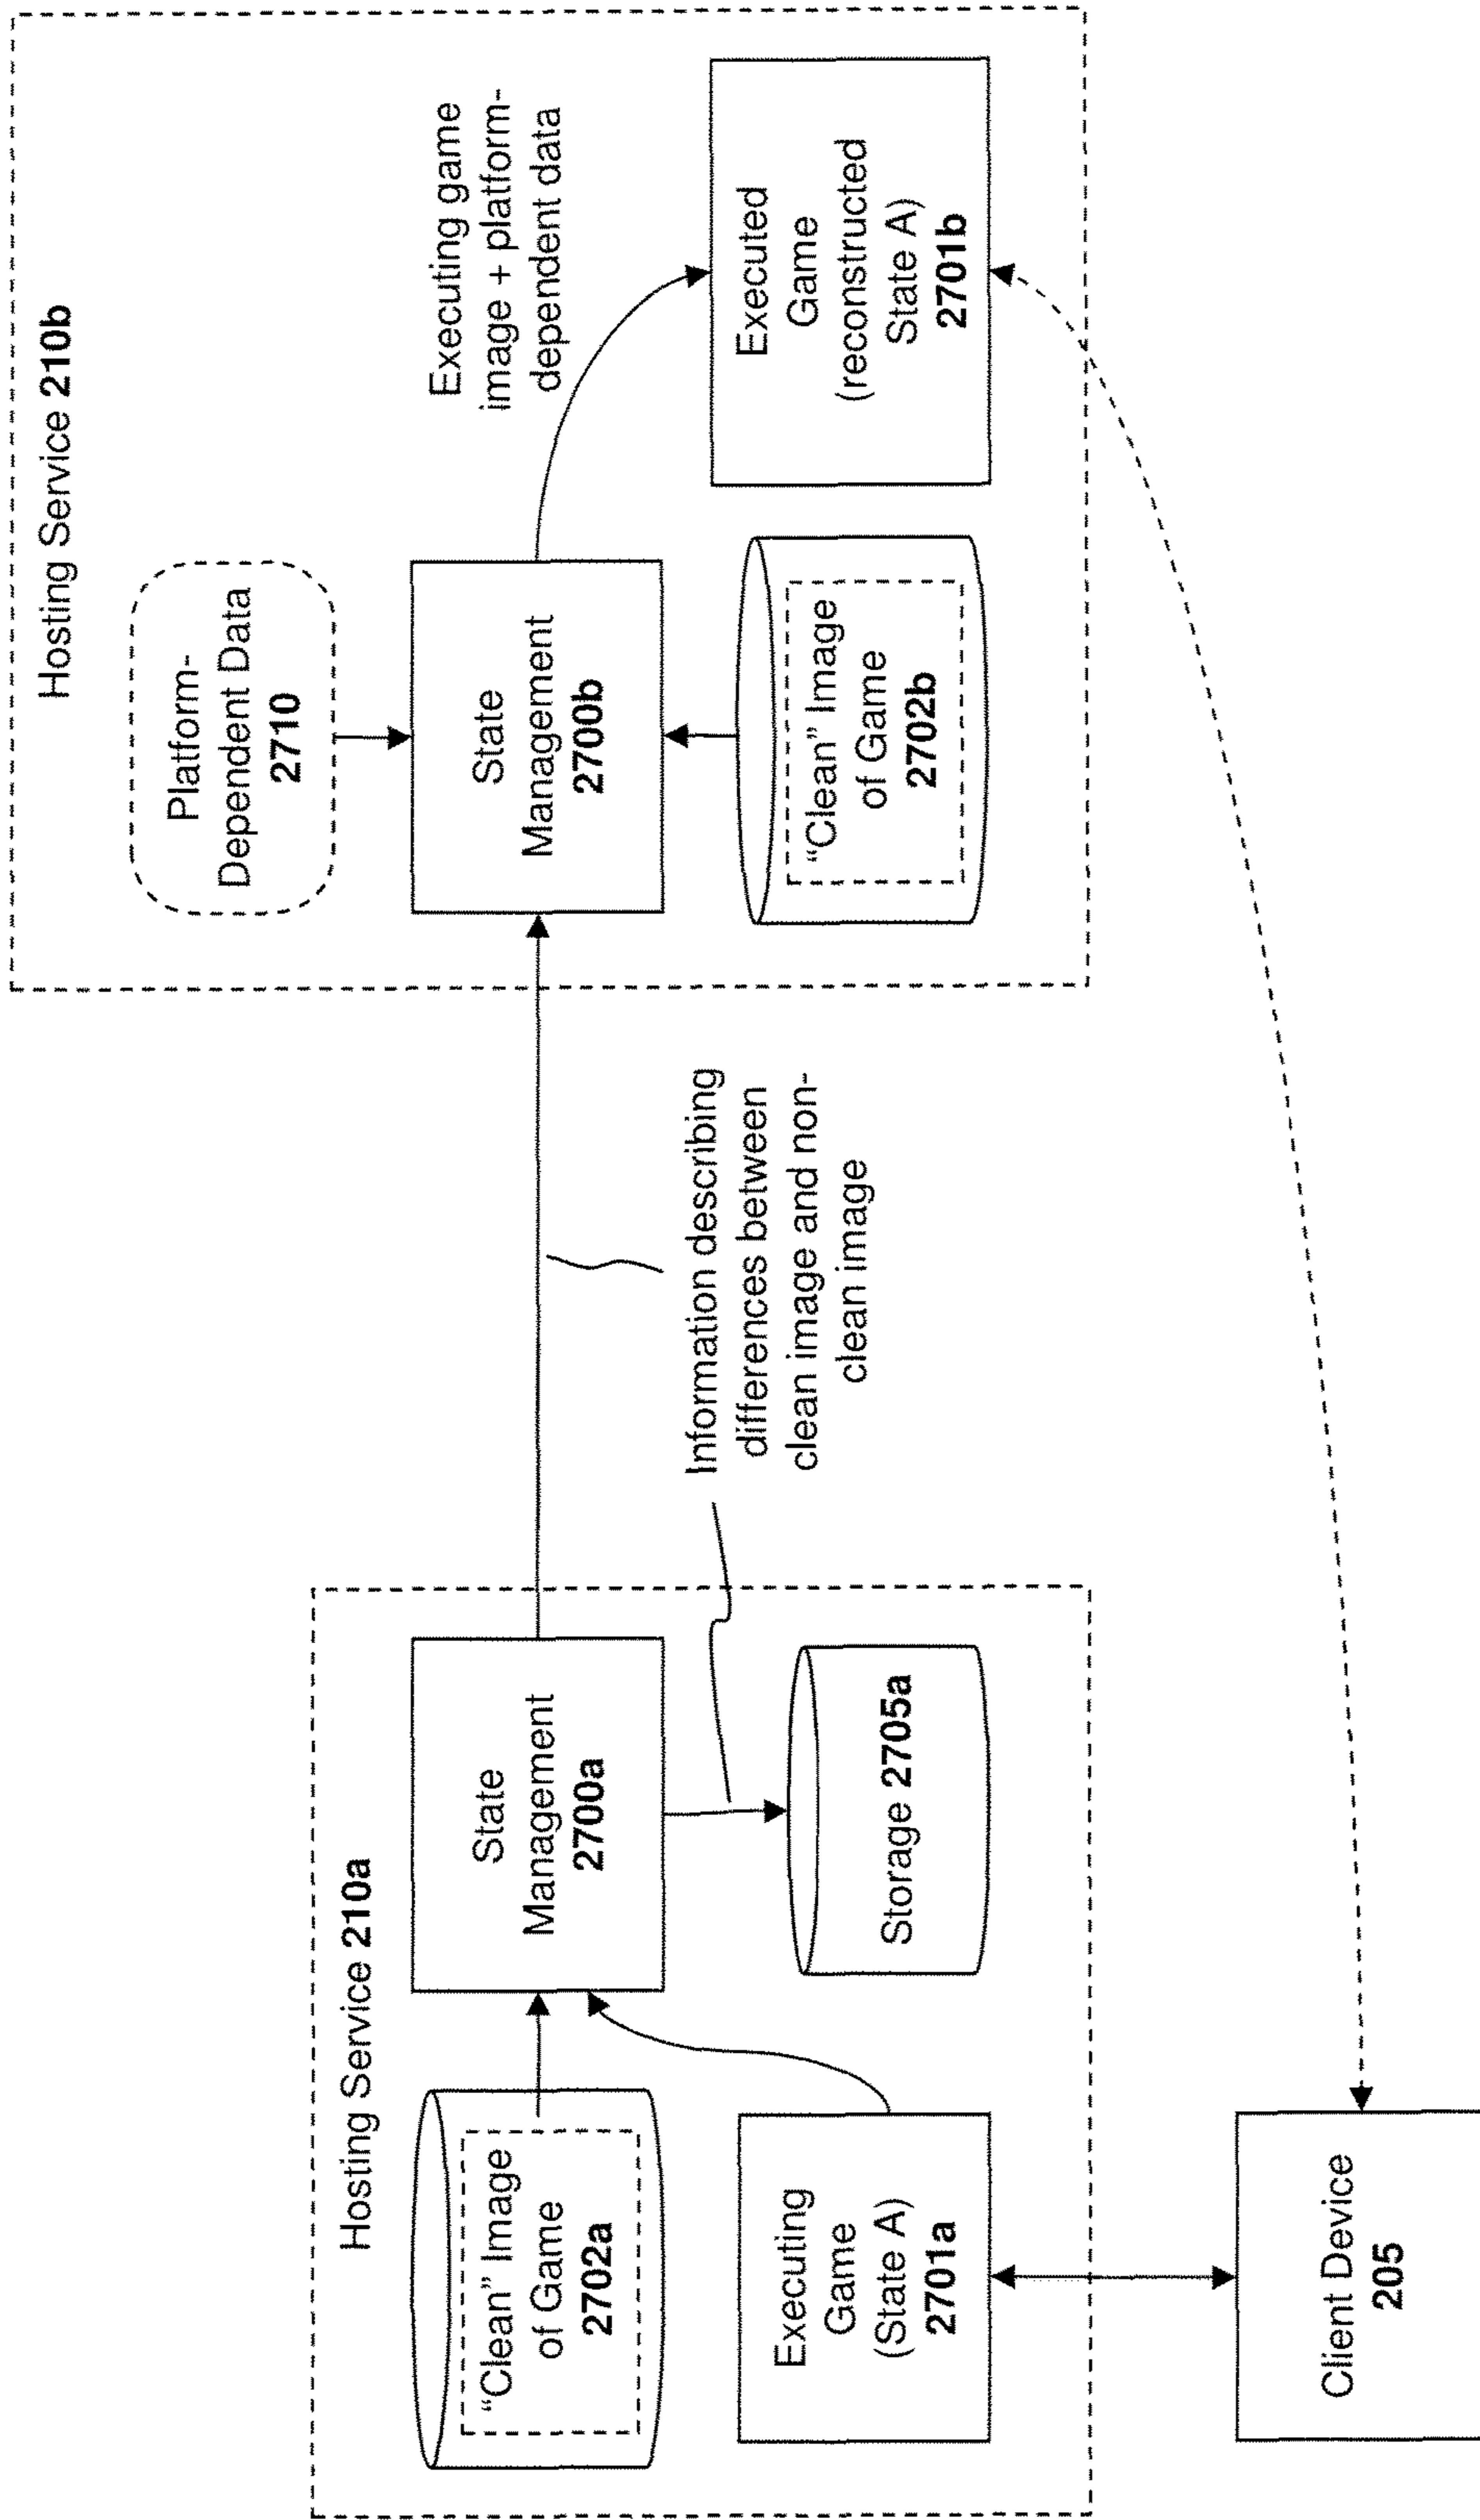 Hosting Service 210a
"Clean" Image
of Game
2702a
State
Management
2700a
Executing
Game
(State A)
2701a
Storage 2705a
Client Device
205
Information describing
differences between
clean image and non-
clean image
Hosting Service 210b
Platform-
Dependent Data
2710
State
Management
2700b
"Clean" Image
of Game
2702b
Executing game
image + platform-
dependent data
Executed
Game
(reconstructed
State A)
2701b